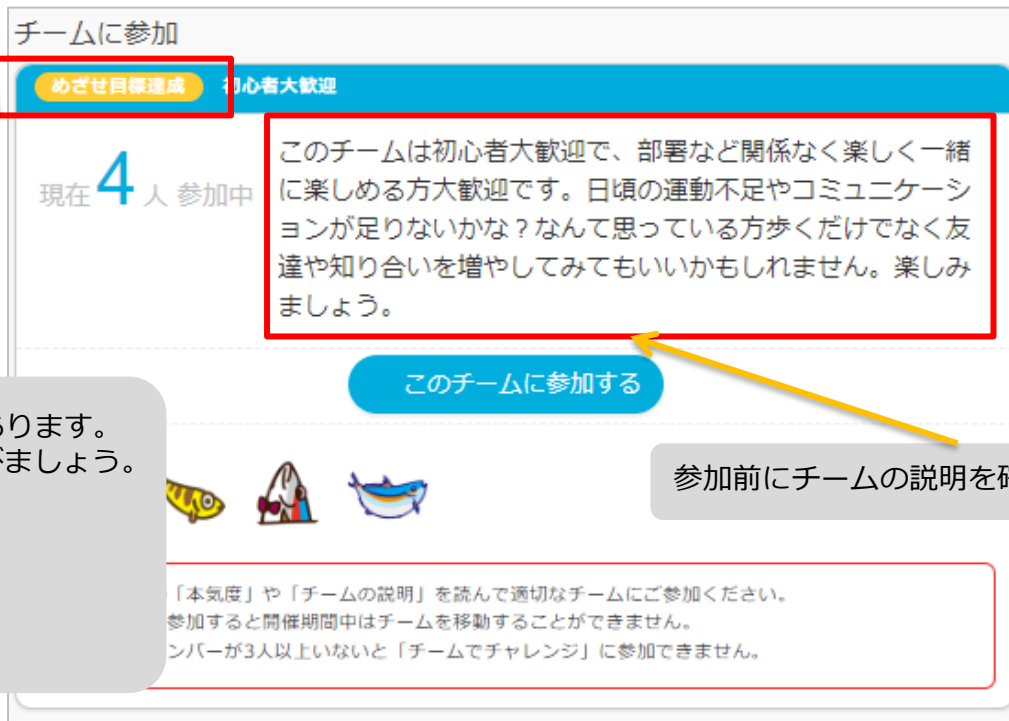 チームに参加
めざせ目標達成 初心者大歓迎
現在4人 参加中
このチームは初心者大歓迎で、部署など関係なく楽しく一緒
に楽しめる方大歓迎です。日頃の運動不足やコミュニケーシ
ョンが足りないかな？なんて思っている方歩くだけでなく友
達や知り合いを増やしてみてもいいかもしれません。楽しみ
ましょう。
このチームに参加する
ります。
ましょう。
参加前にチームの説明を
「本気度」や「チームの説明」を読んで適切なチームにご参加ください。
参加すると開催期間中はチームを移動することができません。
ンバーが3人以上いないと「チームでチャレンジ」に参加できません。